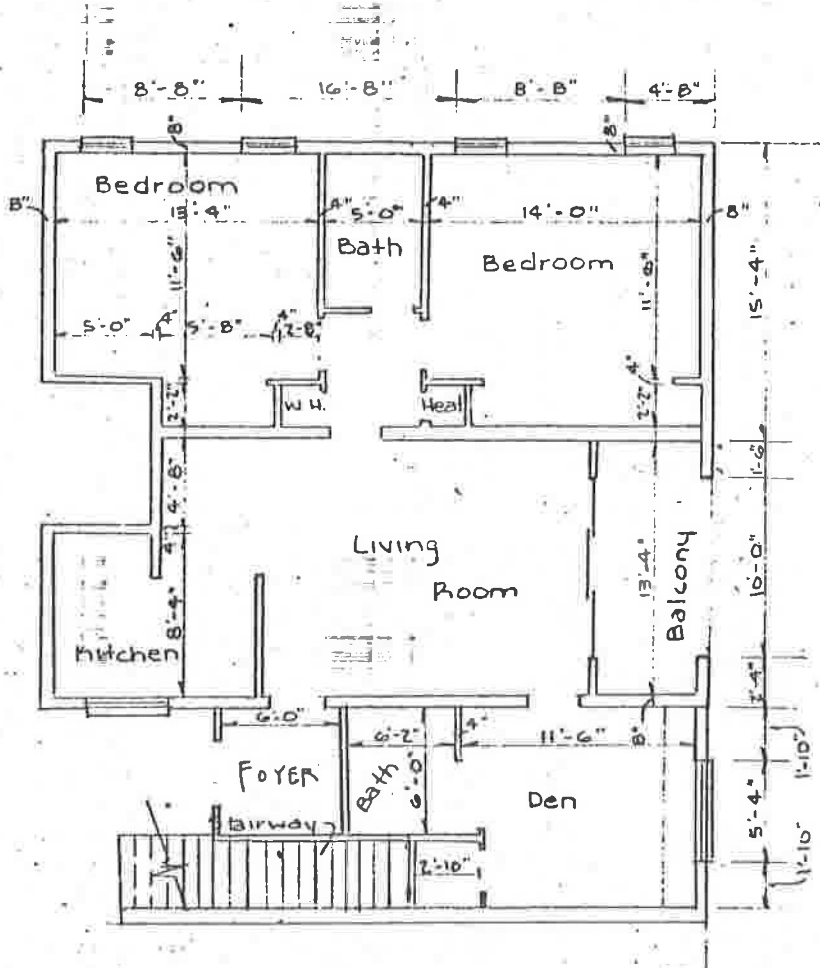 8'-8" 16'-8" 8'-8" 4'-8"
8" 8"
Bedroom
8" 13'-4" 4" 5'-0" 4" 14'-0" 8"
Bath
Bedroom
11'-6" 11'-8" 15'-4"
5'-0" 4" 5'-8" 4" 2'-8"
2'-2" W.H. Heat 2'-2" 4"
1'-6"
4'-8"
4"
Living
Room
13'-4" Balcony 10'-0"
8'-4"
Kitchen
2'-4"
6'-0" 6'-2" 4" 11'-6" 8" 1'-10"
FOYER Bath 6'-0" Den
5'-4"
tairway
2'-10" 1'-10"